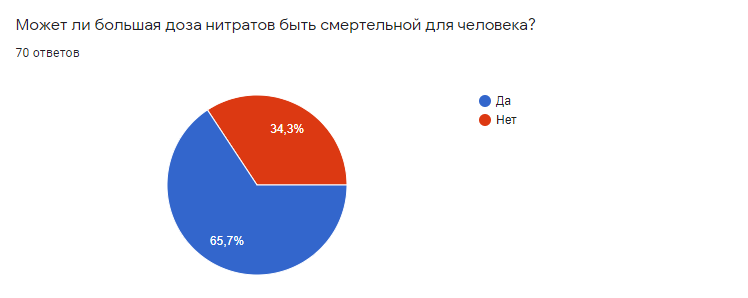 Может ли большая доза нитратов быть смертельной для человека?
70 ответов
Да
Нет
34,3%
65,7%